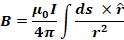 B = μ₀I / 4π ∫ ds × r̂ / r²